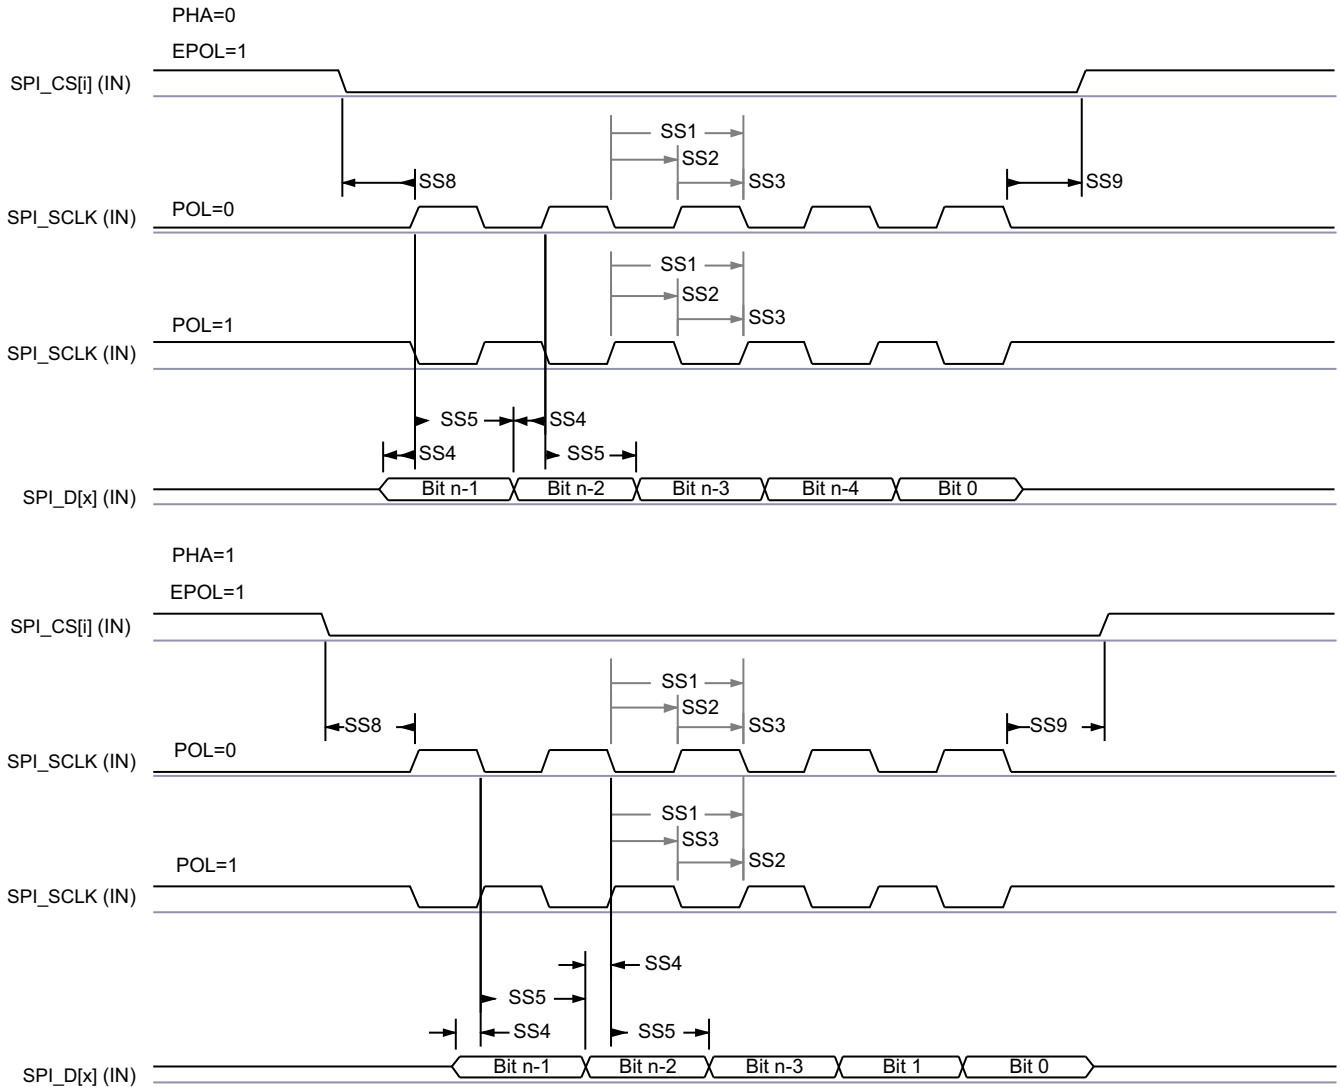 PHA=0
EPOL=1
SPI_CS[i] (IN)
SS1
SS2
SS8
SS3
SS9
POL=0
SPI_SCLK (IN)
SS1
SS2
SS3
POL=1
SPI_SCLK (IN)
SS5
SS4
SS4
SS5
SPI_D[x] (IN)
Bit n-1
Bit n-2
Bit n-3
Bit n-4
Bit 0
PHA=1
EPOL=1
SPI_CS[i] (IN)
SS1
SS2
SS8
SS3
SS9
POL=0
SPI_SCLK (IN)
SS1
SS3
SS2
POL=1
SPI_SCLK (IN)
SS4
SS5
SS4
SS5
SPI_D[x] (IN)
Bit n-1
Bit n-2
Bit n-3
Bit 1
Bit 0